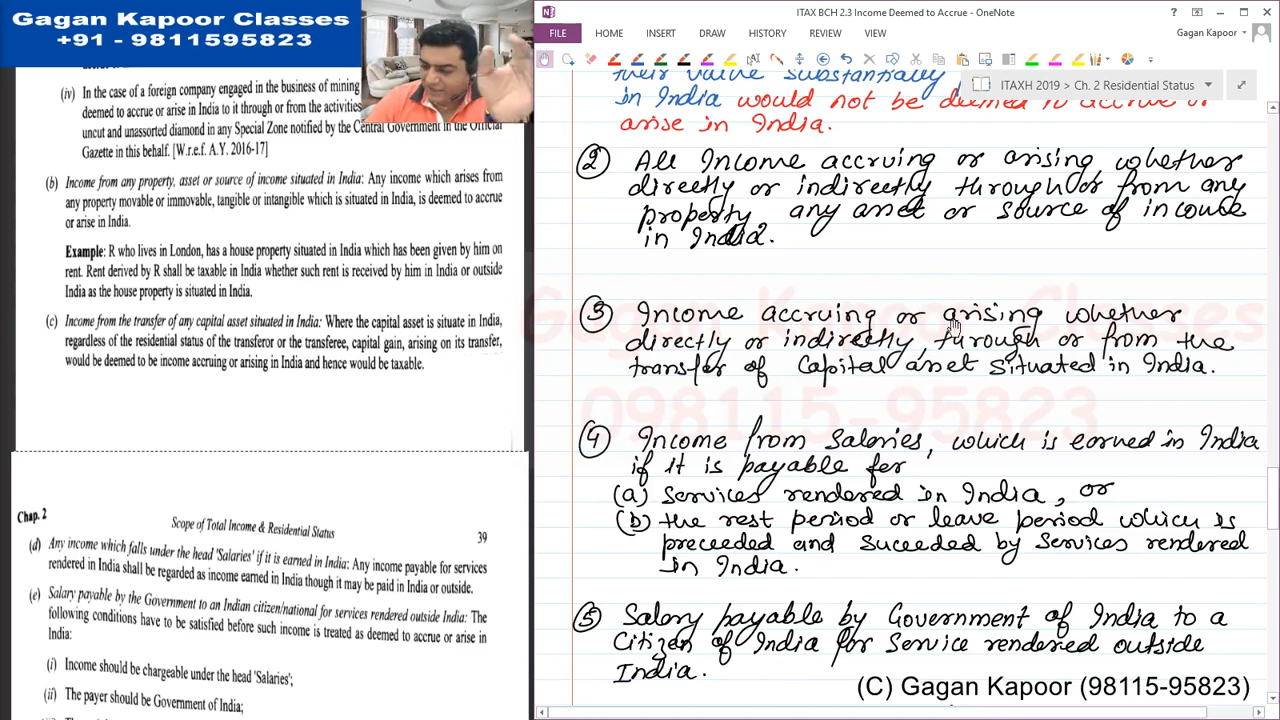 Gagan Kapoor Classes
+91 - 9811595823
(iv) In the case of a foreign company engaged in the business of mining
deemed to accrue or arise in India to it through or from the activities
uncut and unassorted diamond in any Special Zone notified by the Central Government in the Official
Gazette in this behalf. [W.r.e.f. A.Y. 2016-17]
(b) Income from any property, asset or source of income situated in India: Any income which arises from
any property movable or immovable, tangible or intangible which is situated in India, is deemed to accrue
or arise in India.
Example: R who lives in London, has a house property situated in India which has been given by him on
rent. Rent derived by R shall be taxable in India whether such rent is received by him in India or outside
India as the house property is situated in India.
(c) Income from the transfer of any capital asset situated in India: Where the capital asset is situate in India,
regardless of the residential status of the transferor or the transferee, capital gain, arising on its transfer,
would be deemed to be income accruing or arising in India and hence would be taxable.
Chap. 2
Scope of Total Income & Residential Status 39
(d) Any income which falls under the head 'Salaries' if it is earned in India: Any income payable for services
rendered in India shall be regarded as income earned in India though it may be paid in India or outside.
(e) Salary payable by the Government to an Indian citizen/national for services rendered outside India: The
following conditions have to be satisfied before such income is treated as deemed to accrue or arise in
India:
(i) Income should be chargeable under the head 'Salaries';
(ii) The payer should be Government of India;
ITAX BCH 2.3 Income Deemed to Accrue - OneNote
FILE HOME INSERT DRAW HISTORY REVIEW VIEW
Gagan Kapoor
ITAXH 2019 > Ch. 2 Residential Status
their value substantially
in India would not be deemed to accrue or
arise in India.
② All Income accruing or arising whether
directly or indirectly through or from any
property, any asset or source of income
in India.
③ Income accruing or arising whether
directly or indirectly, through or from the
transfer of Capital asset situated in India.
④ Income from Salaries, which is earned in India
if it is payable for
(a) Services rendered in India, or
(b) the rest period or leave period which is
preceeded and suceeded by Services rendered
in India.
⑤ Salary payable by Government of India to a
Citizen of India for Service rendered outside
India.
Gagan Kapoor Classes
098115-95823
(C) Gagan Kapoor (98115-95823)